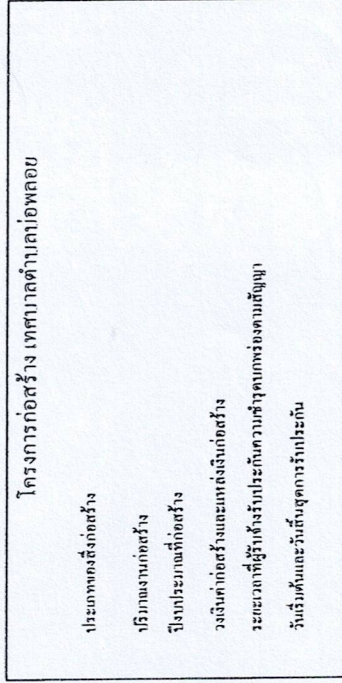 โครงการก่อสร้าง เทศบาลตำบลบ่อพลอย
ประเภทของสิ่งก่อสร้าง
ปริมาณงานก่อสร้าง
ปีงบประมาณที่ก่อสร้าง
วงเงินค่าก่อสร้างและแหล่งเงินก่อสร้าง
ระยะเวลาที่ผู้รับจ้างรับประกันความชำรุดบกพร่องตามสัญญา
วันเริ่มต้นและวันสิ้นสุดการรับประกัน